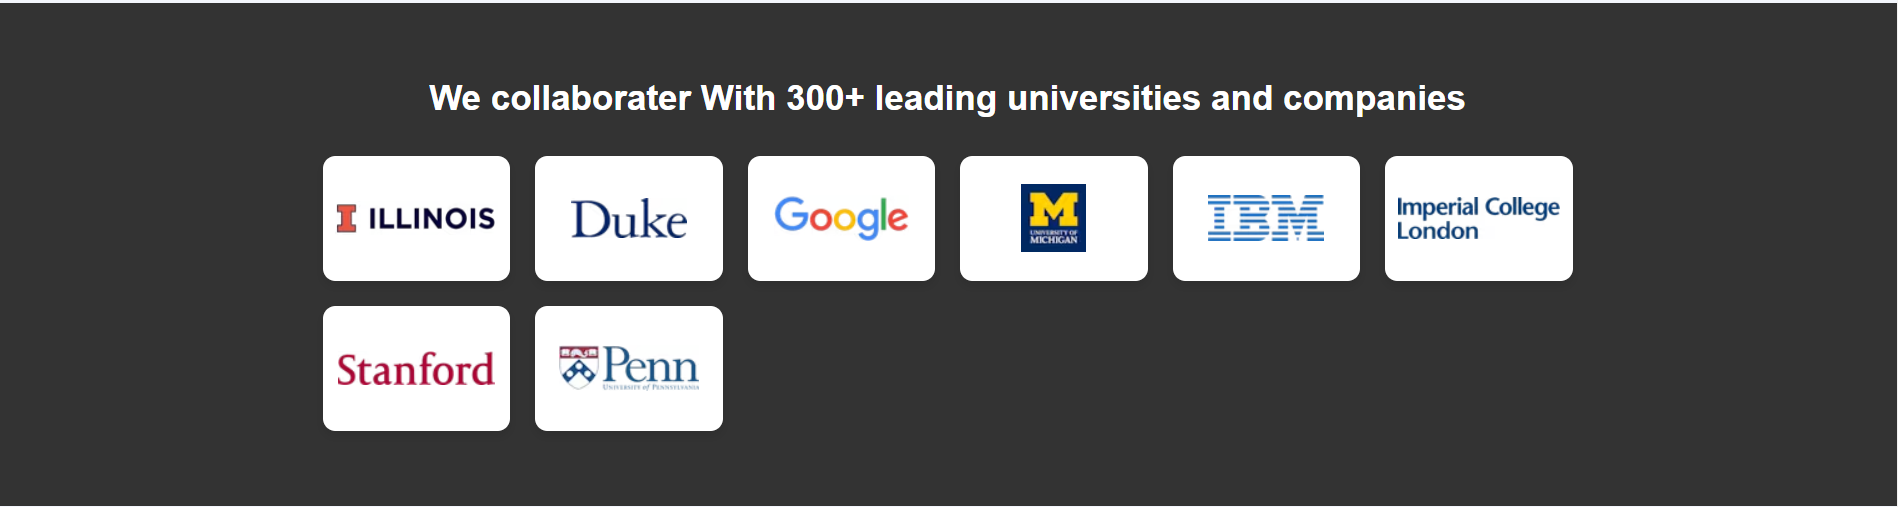 We collaborater With 300+ leading universities and companies
I ILLINOIS
Duke
Google
M
UNIVERSITY OF
MICHIGAN
IBM
Imperial College
London
Stanford
Penn
UNIVERSITY of PENNSYLVANIA